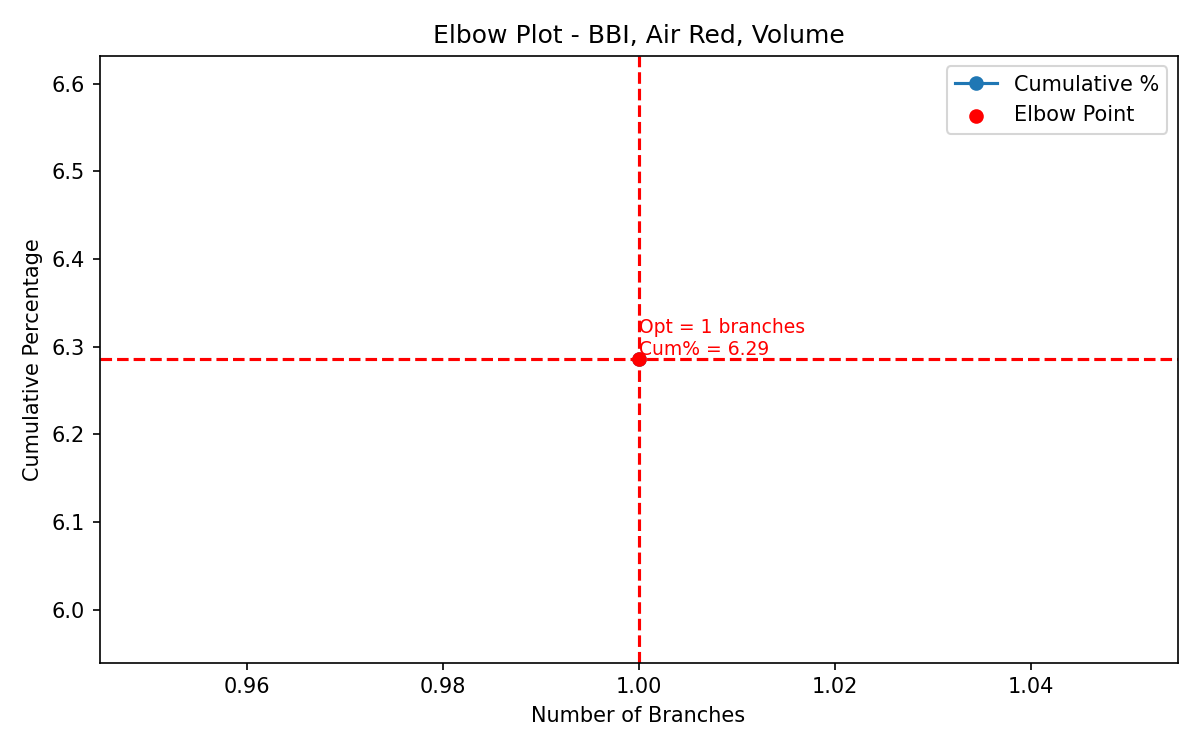 Elbow Plot - BBI, Air Red, Volume
Cumulative %
Elbow Point
6.6
6.5
6.4
6.3
6.2
6.1
6.0
Cumulative Percentage
Opt = 1 branches
Cum% = 6.29
0.96
0.98
1.00
1.02
1.04
Number of Branches